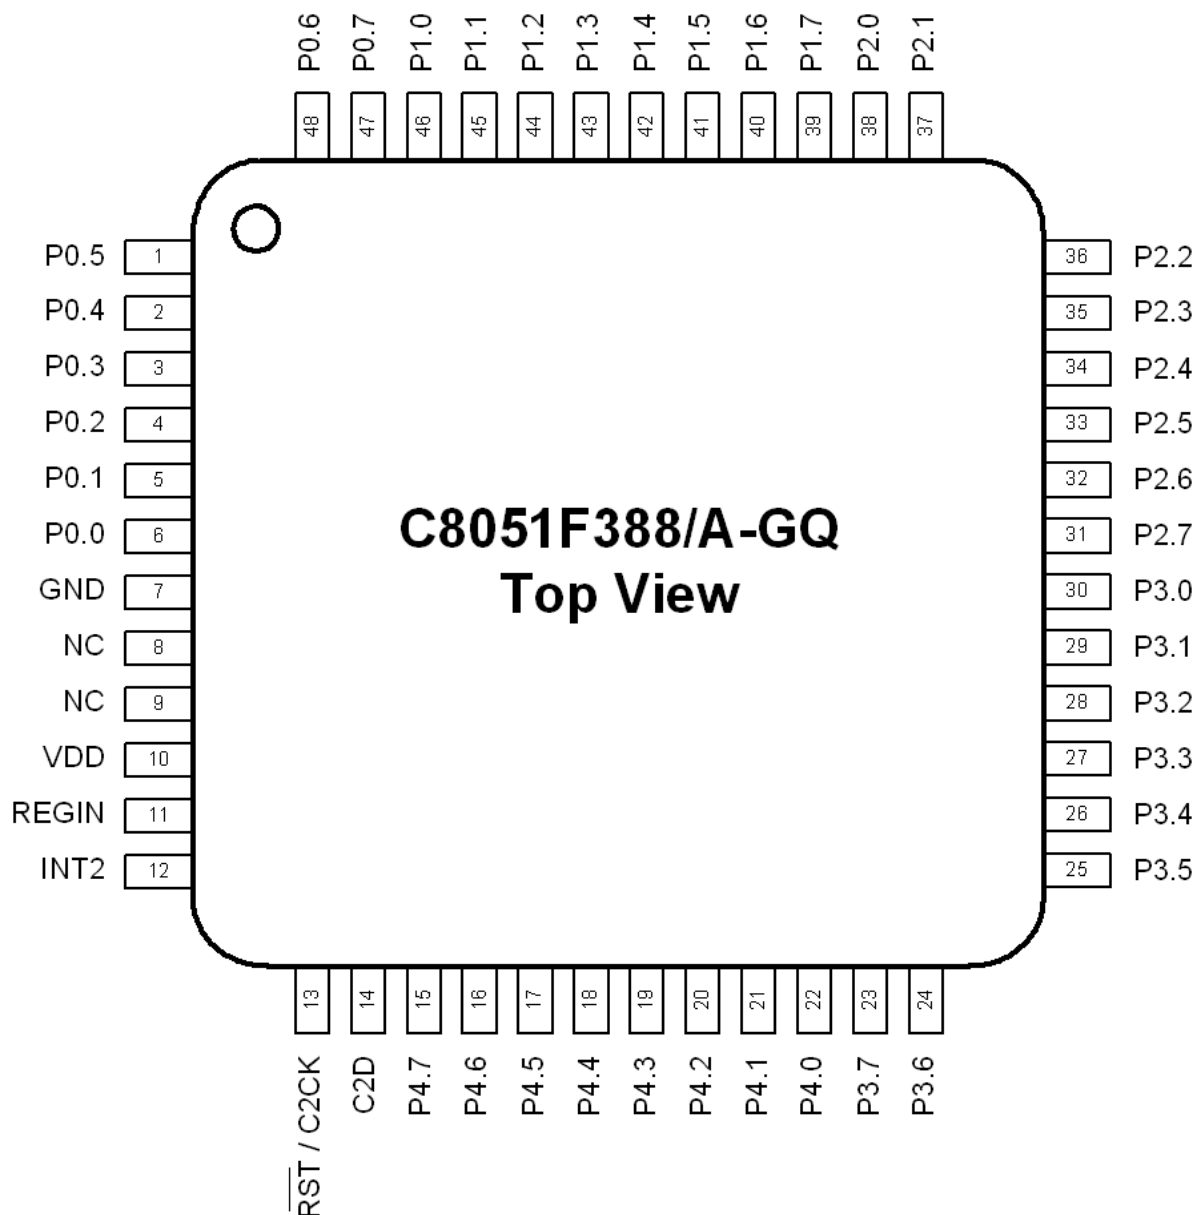 P0.6 P0.7 P1.0 P1.1 P1.2 P1.3 P1.4 P1.5 P1.6 P1.7 P2.0 P2.1
48 47 46 45 44 43 42 41 40 39 38 37
P0.5 1 36 P2.2
P0.4 2 35 P2.3
P0.3 3 34 P2.4
P0.2 4 33 P2.5
P0.1 5 32 P2.6
C8051F388/A-GQ
P0.0 6 31 P2.7
GND 7 30 P3.0
Top View
NC 8 29 P3.1
NC 9 28 P3.2
VDD 10 27 P3.3
REGIN 11 26 P3.4
INT2 12 25 P3.5
13 14 15 16 17 18 19 20 21 22 23 24
RST / C2CK C2D P4.7 P4.6 P4.5 P4.4 P4.3 P4.2 P4.1 P4.0 P3.7 P3.6